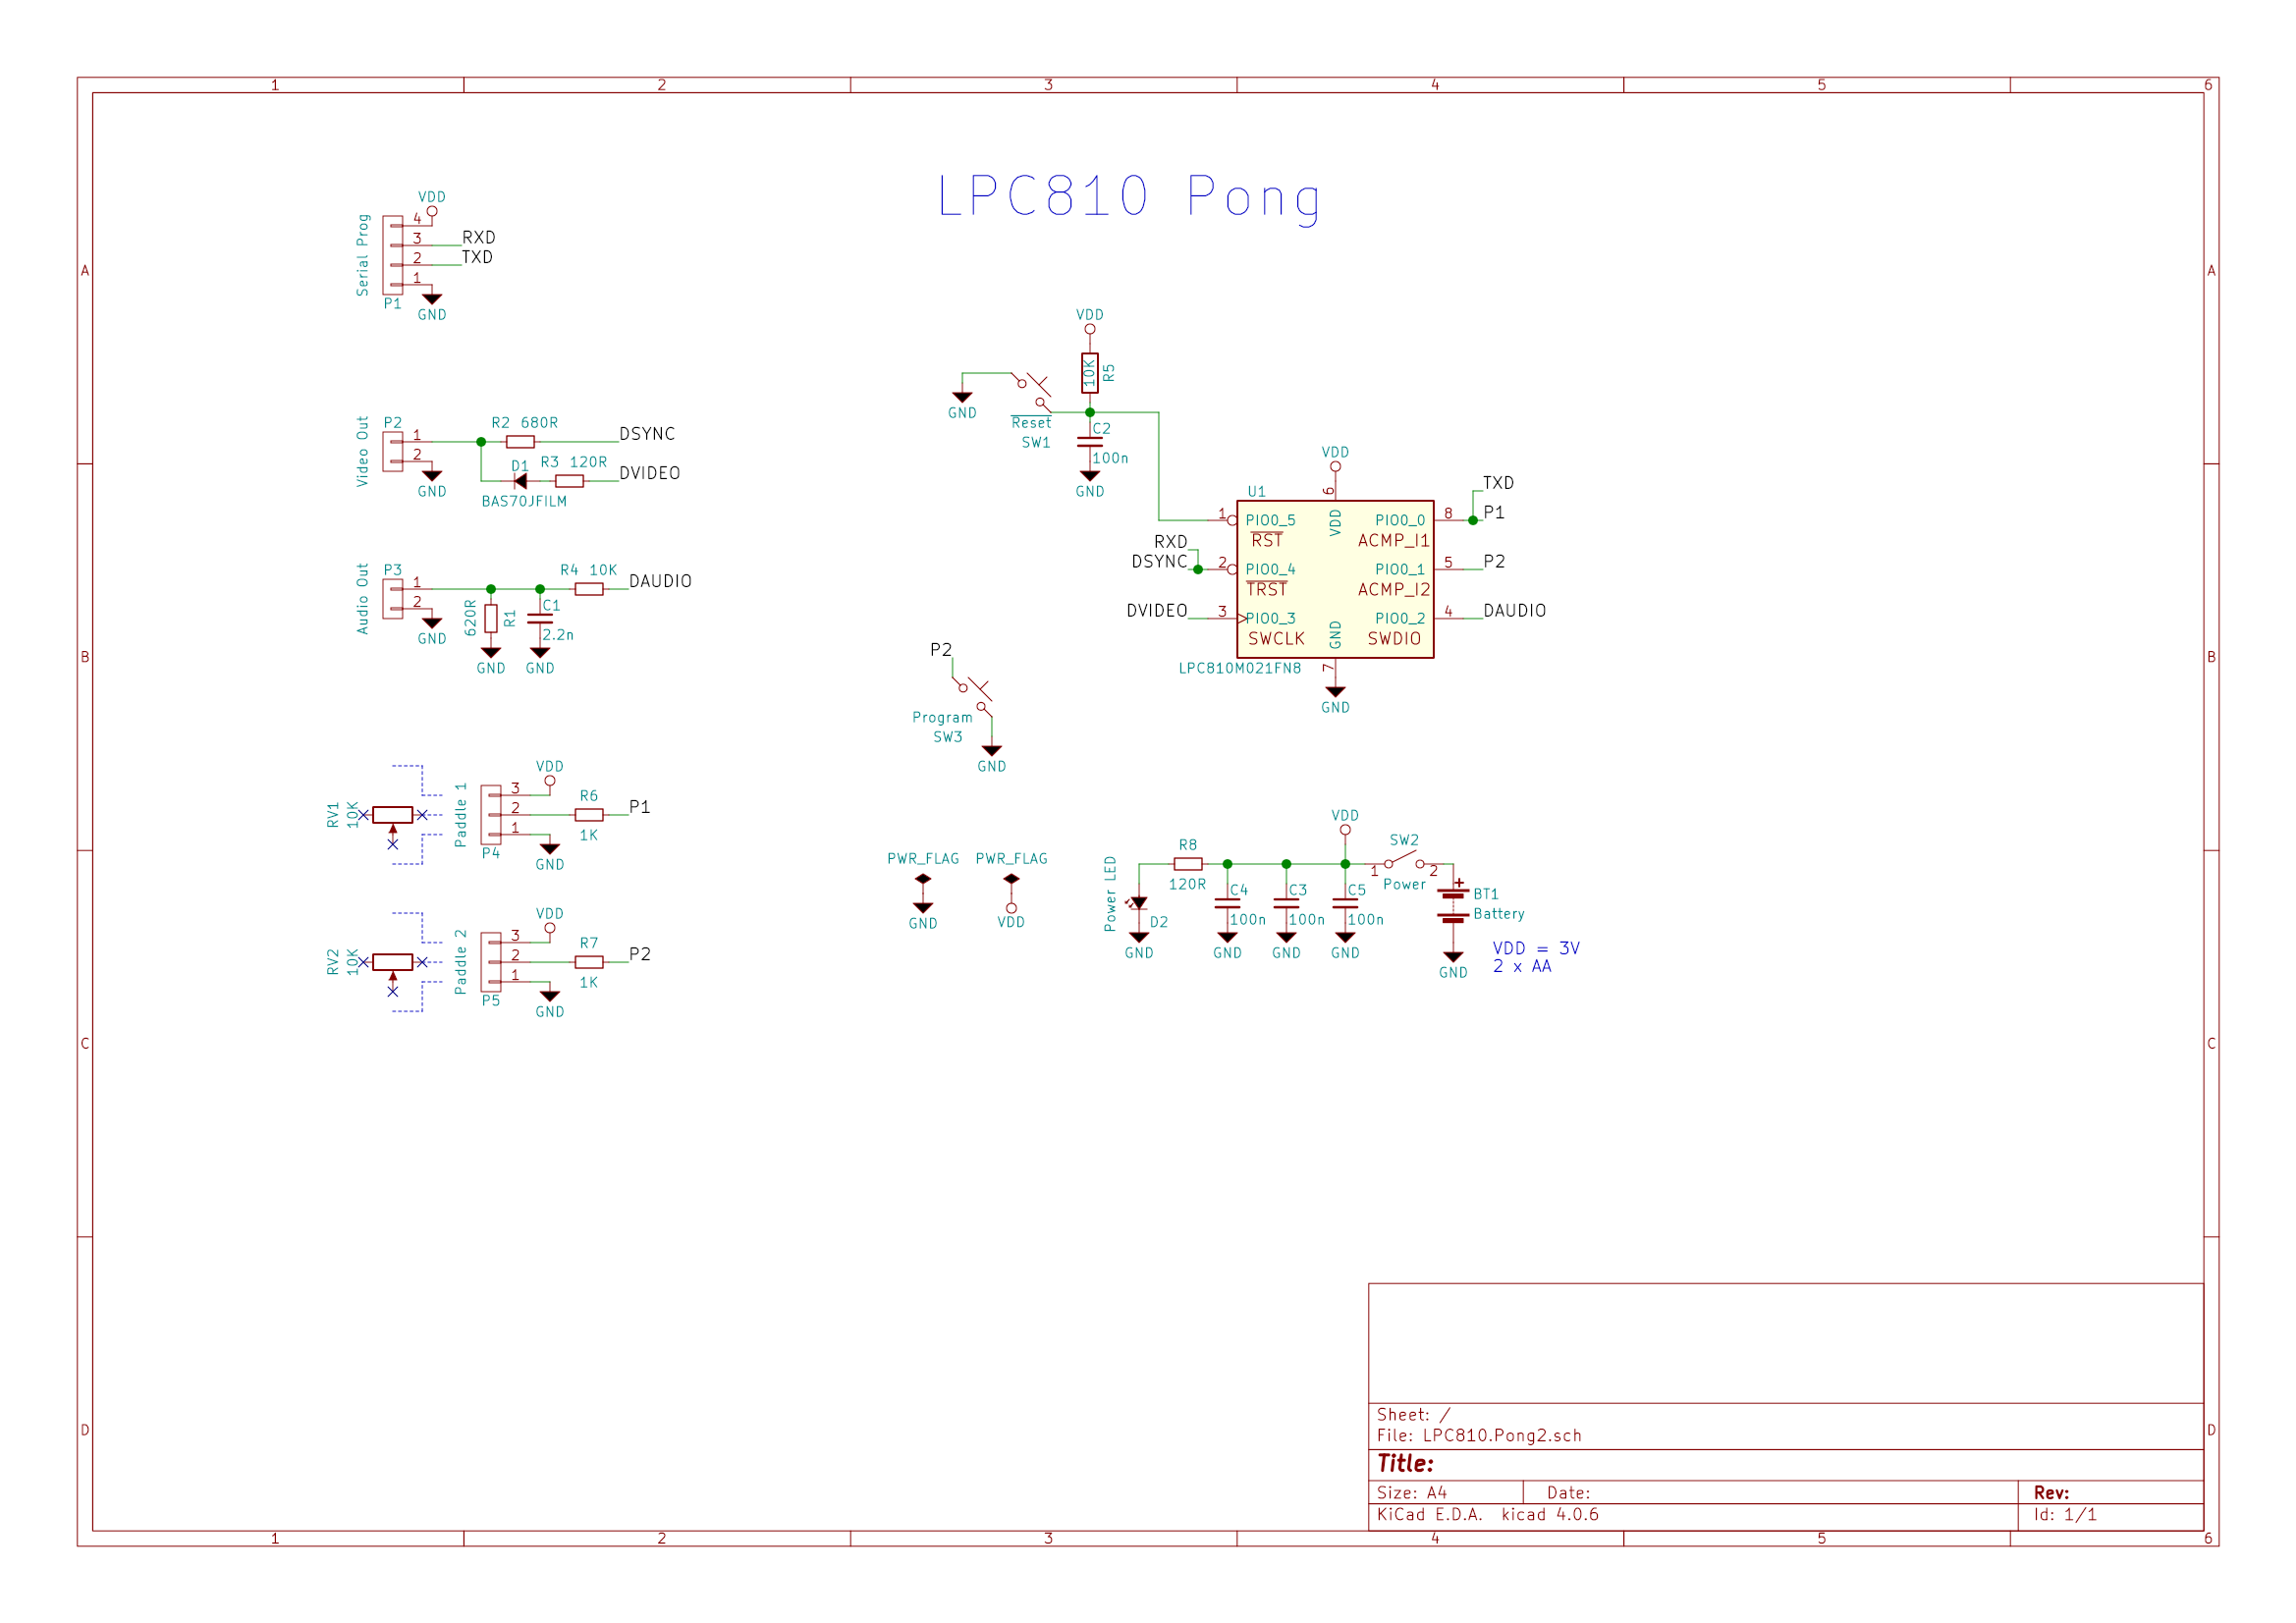 1 2 3 4 5 6
LPC810 Pong
A A
VDD
Serial Prog
4
3 RXD
2 TXD
1
P1
GND
VDD
10K
R5
GND
Reset
SW1
C2
100n
GND
P2
Video Out
1
2
GND
R2 680R
DSYNC
D1
R3 120R
DVIDEO
BAS70JFILM
VDD
U1
6
1 PIO0_5
RST
RXD
DSYNC
2 PIO0_4
TRST
DVIDEO
3 PIO0_3
SWCLK
VDD
GND
PIO0_0 8
ACMP_I1
TXD
P1
PIO0_1 5
ACMP_I2
P2
PIO0_2 4
SWDIO
DAUDIO
LPC810M021FN8
7
GND
P3
Audio Out
1
2
GND
R4 10K
DAUDIO
620R
R1
C1
2.2n
GND
GND
B B
P2
Program
SW3
GND
RV1
10K
Paddle 1
VDD
3
2
1
P4
GND
R6
1K
P1
RV2
10K
Paddle 2
VDD
3
2
1
P5
GND
R7
1K
P2
PWR_FLAG
GND
PWR_FLAG
VDD
Power LED
R8
120R
D2
GND
C4
100n
GND
C3
100n
GND
VDD
C5
100n
GND
SW2
1 2
Power
+
BT1
Battery
GND
VDD = 3V
2 x AA
C C
D D
Sheet: /
File: LPC810.Pong2.sch
Title:
Size: A4 Date: Rev:
KiCad E.D.A. kicad 4.0.6 Id: 1/1
1 2 3 4 5 6